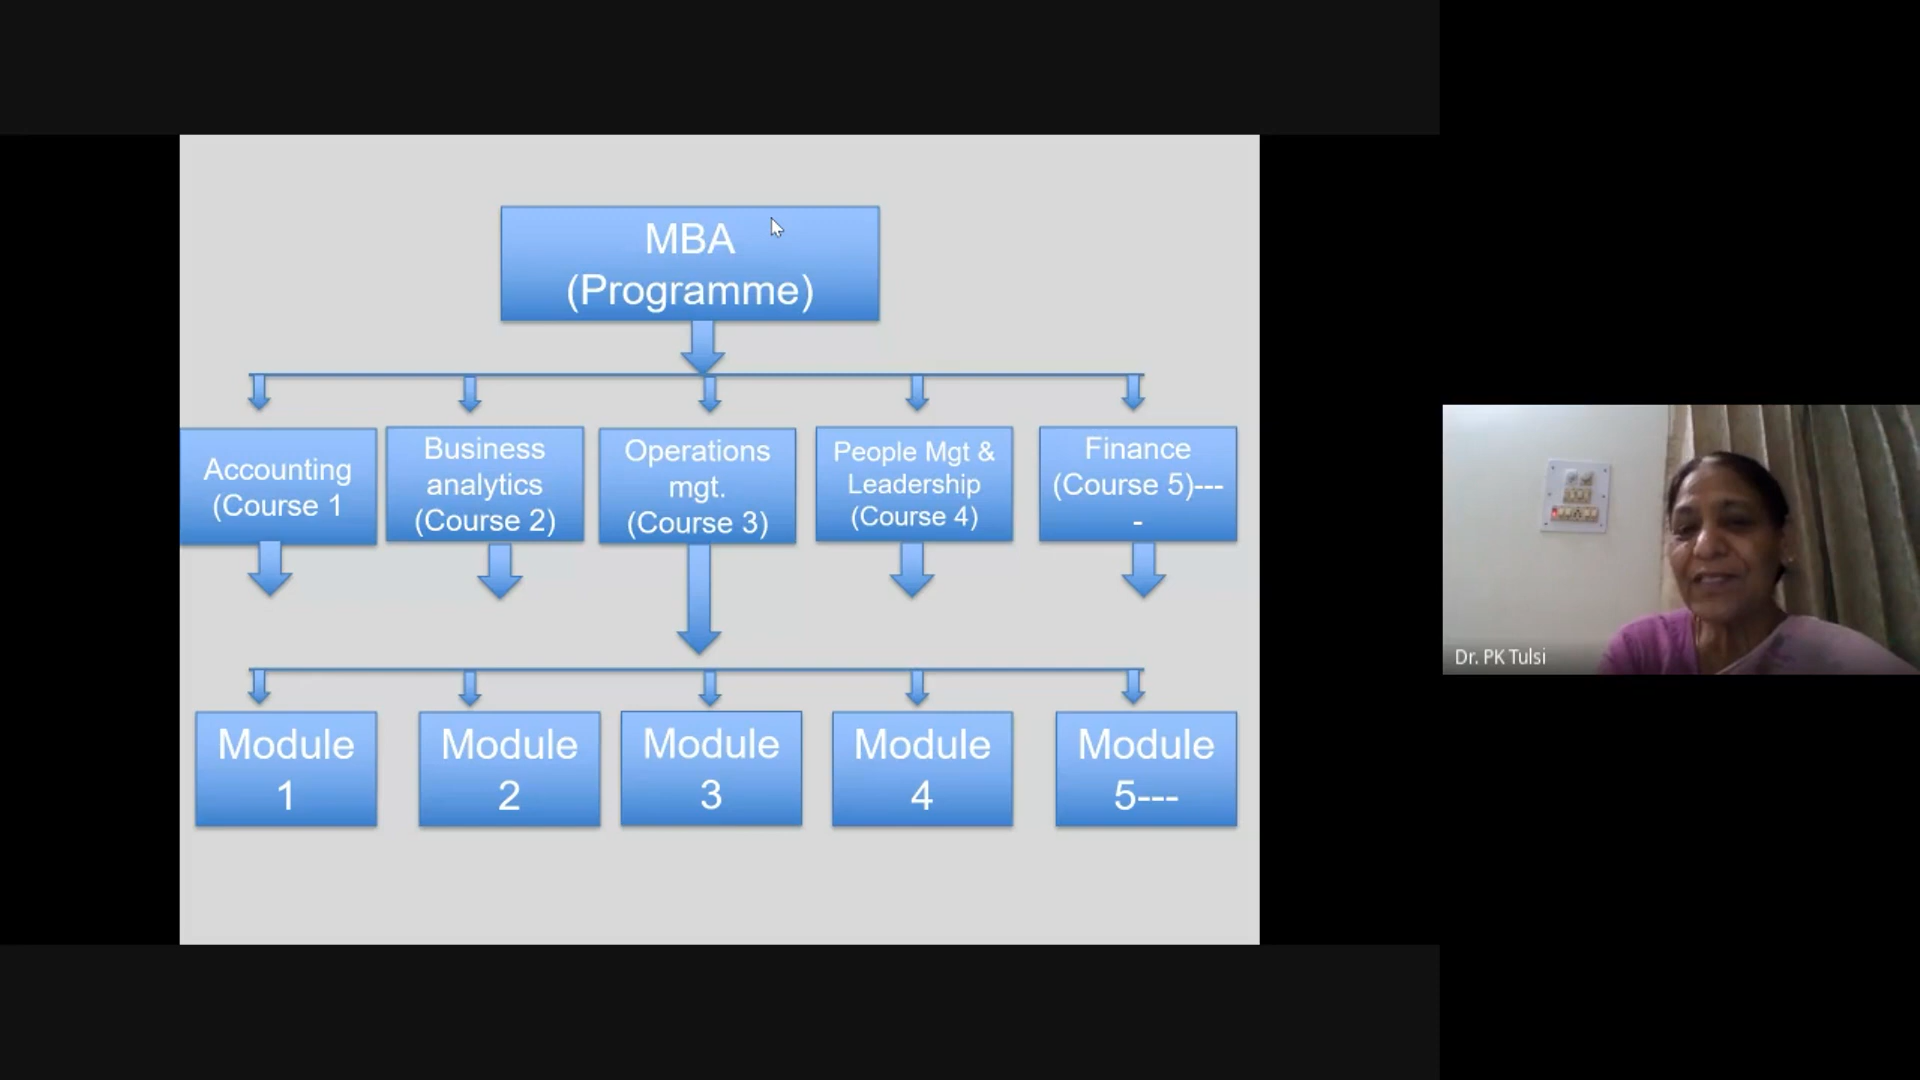 MBA
(Programme)
Accounting
(Course 1
Business
analytics
(Course 2)
Operations
mgt.
(Course 3)
People Mgt &
Leadership
(Course 4)
Finance
(Course 5)---
-
Module
1
Module
2
Module
3
Module
4
Module
5---
Dr. PK Tulsi